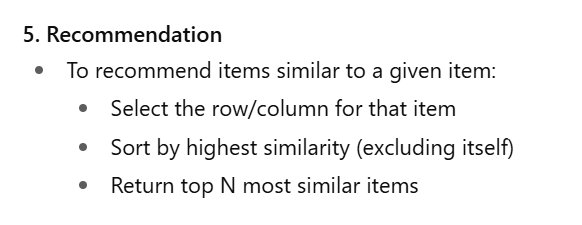 5. Recommendation
• To recommend items similar to a given item:
• Select the row/column for that item
• Sort by highest similarity (excluding itself)
• Return top N most similar items